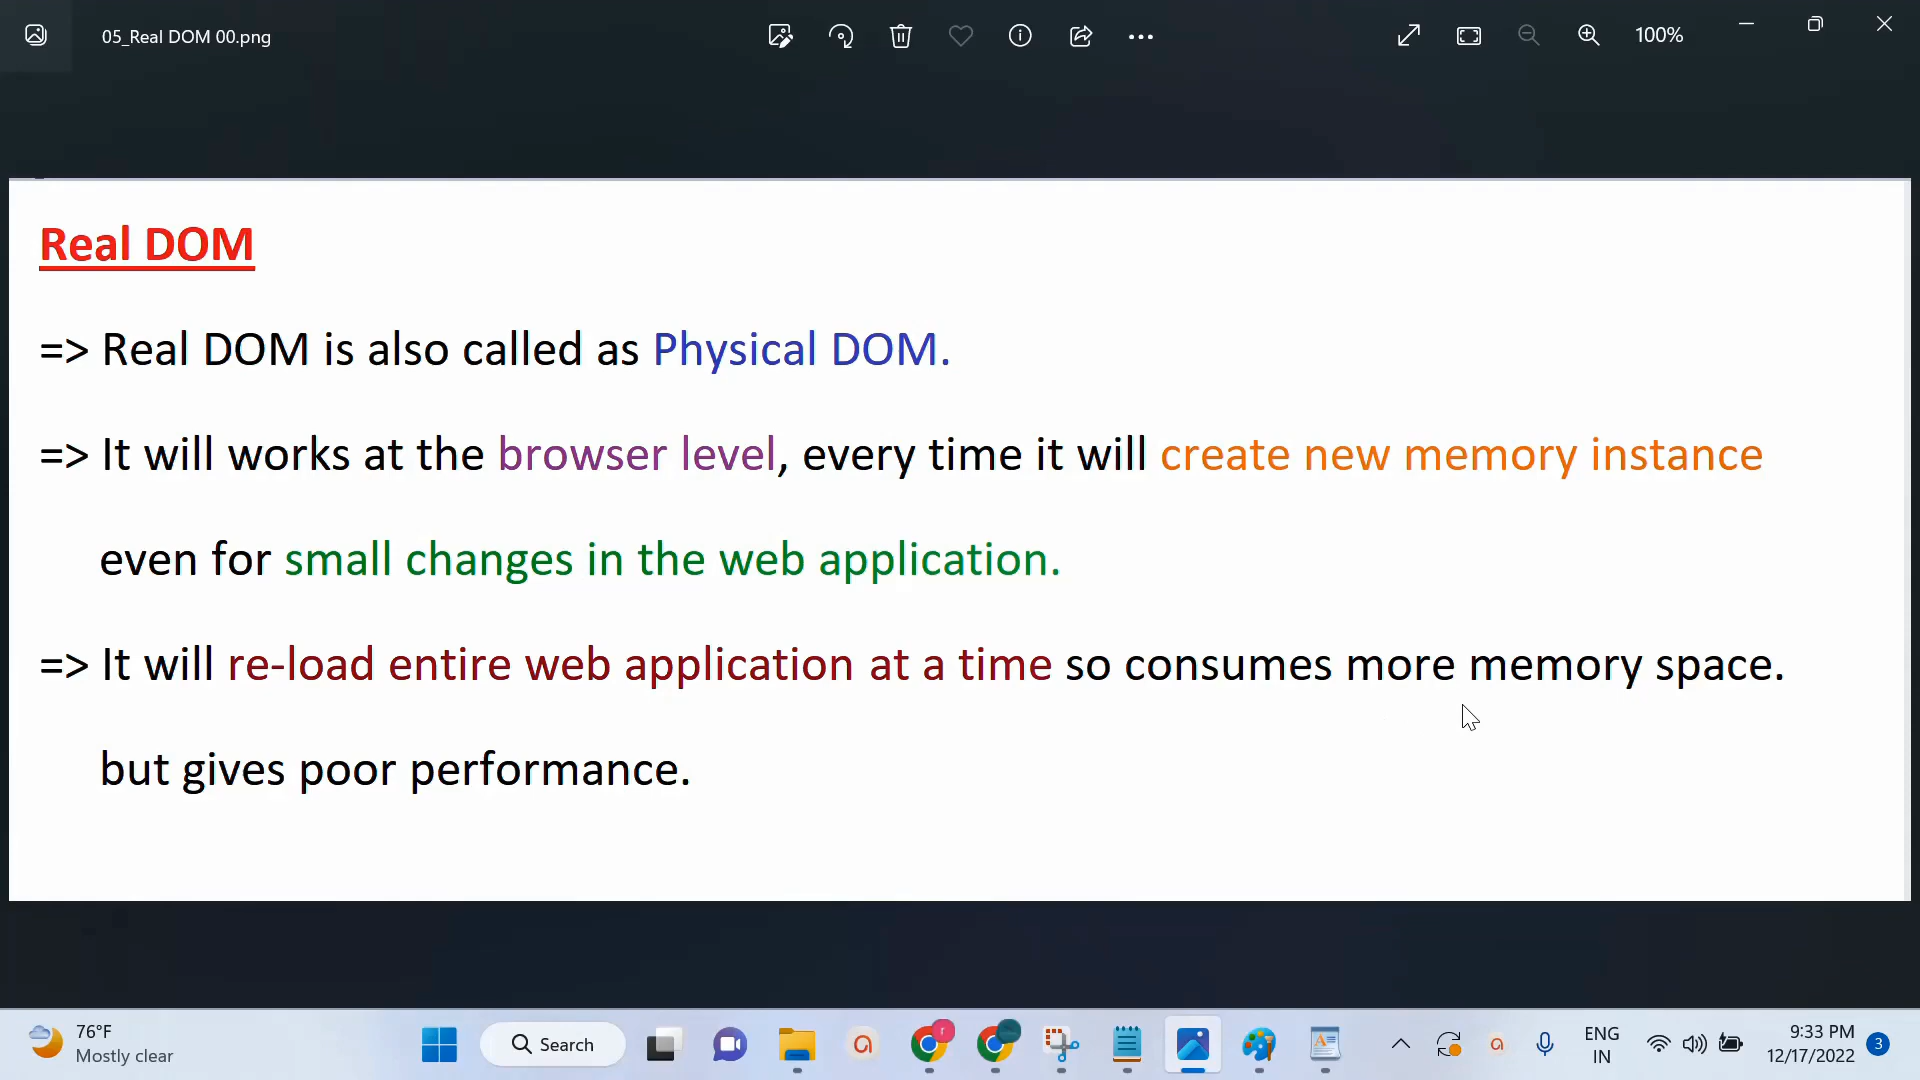 05_Real DOM 00.png
100%
Real DOM
=> Real DOM is also called as Physical DOM.
=> It will works at the browser level, every time it will create new memory instance
even for small changes in the web application.
=> It will re-load entire web application at a time so consumes more memory space.
but gives poor performance.
76°F
Mostly clear
Search
ENG
IN
9:33 PM
12/17/2022
3